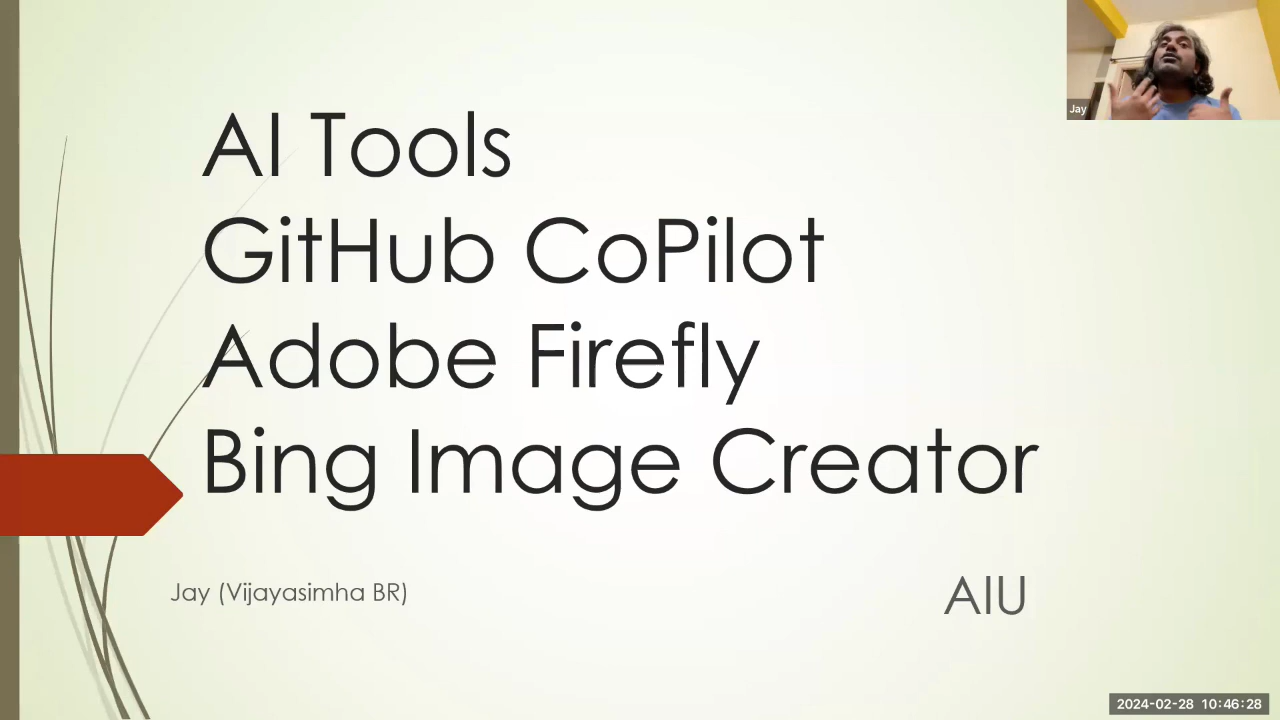 Jay
AI Tools
GitHub CoPilot
Adobe Firefly
Bing Image Creator
Jay (Vijayasimha BR)
AIU
2024-02-28 10:46:28